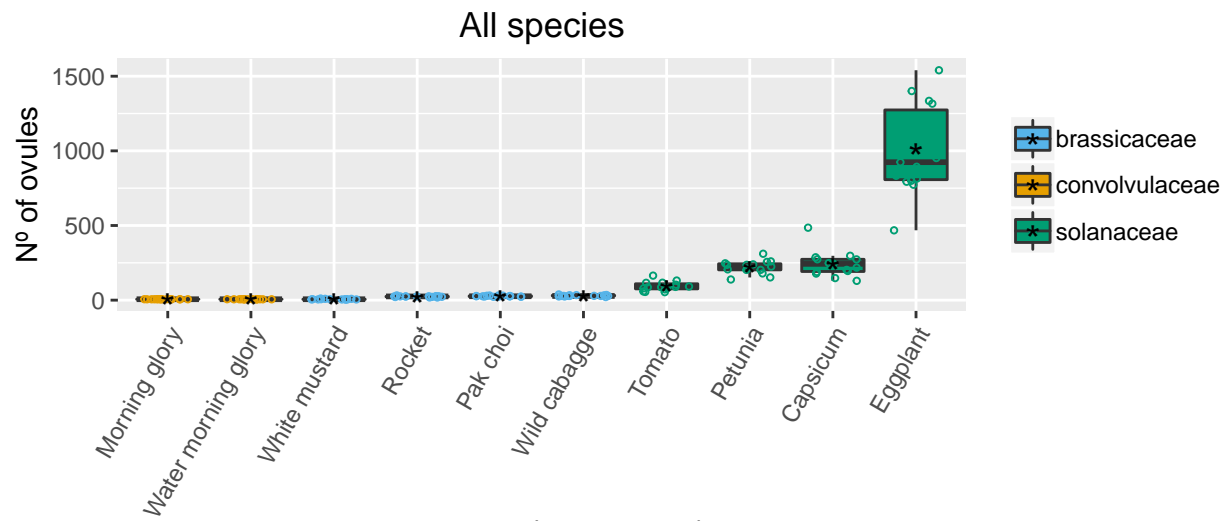 All species
Nº of ovules
1500
1000
500
0
Morning glory
Water morning glory
White mustard
Rocket
Pak choi
Wild cabagge
Tomato
Petunia
Capsicum
Eggplant
brassicaceae
convolvulaceae
solanaceae